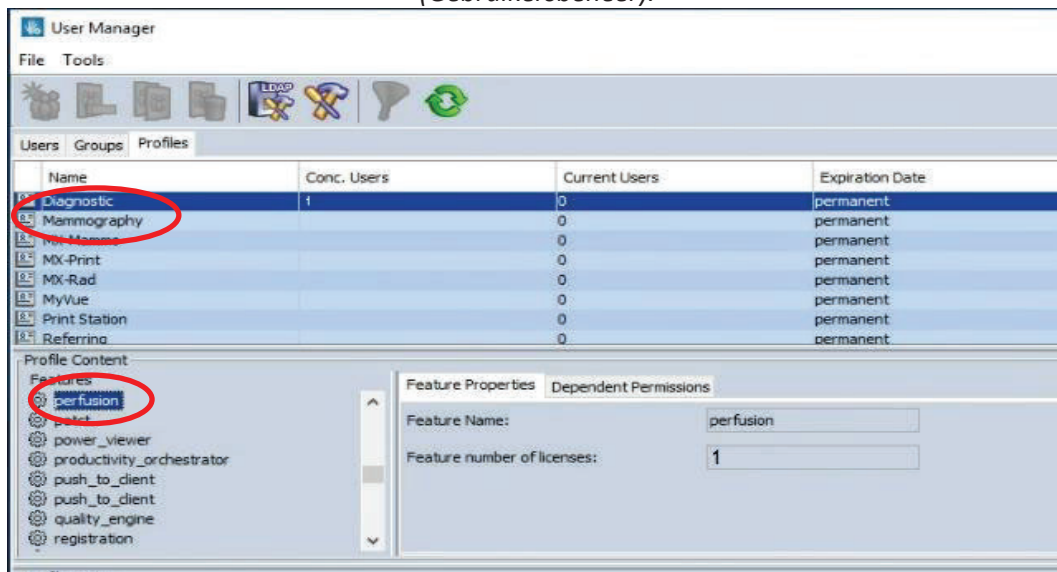 User Manager
File Tools
LDAP
Users Groups Profiles
Name Conc. Users Current Users Expiration Date
Diagnostic 1 0 permanent
Mammography 0 permanent
MX-Mammo 0 permanent
MX-Print 0 permanent
MX-Rad 0 permanent
MyVue 0 permanent
Print Station 0 permanent
Referring 0 permanent
Profile Content
Features
Feature Properties Dependent Permissions
perfusion
Feature Name: perfusion
power_viewer
productivity_orchestrator
Feature number of licenses: 1
push_to_client
push_to_client
quality_engine
registration